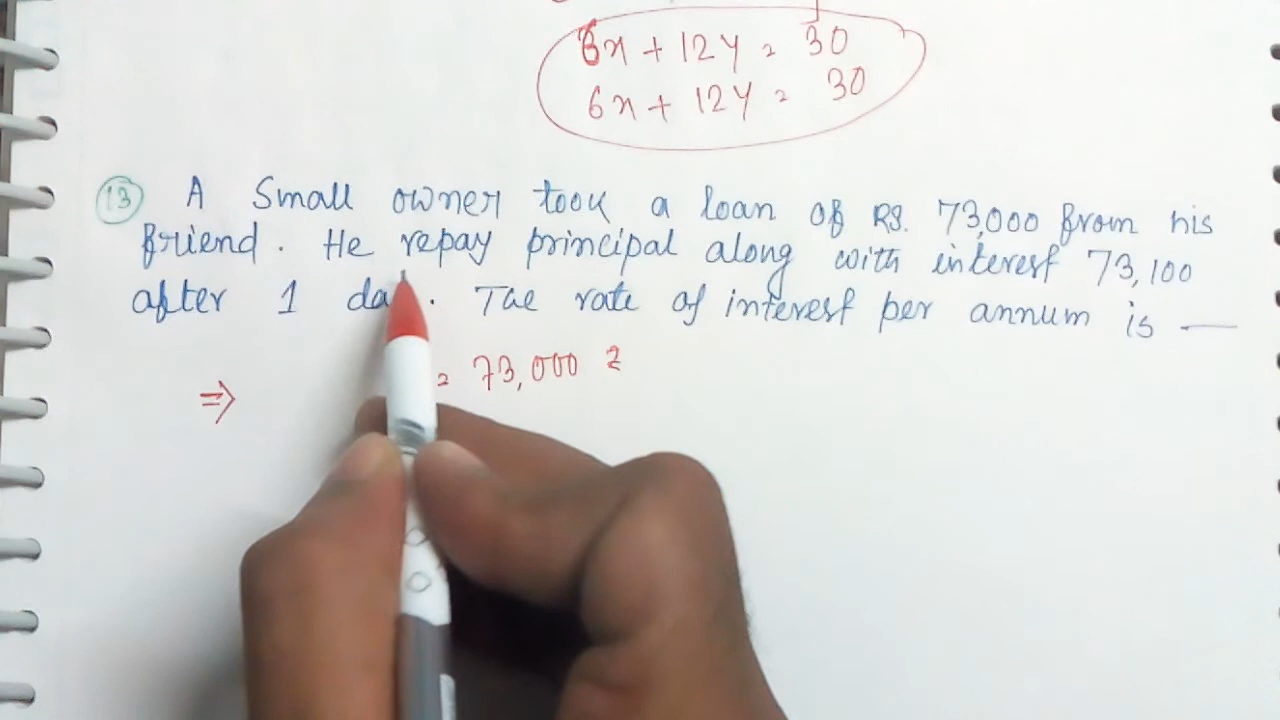 6x + 12y = 30
6x + 12y = 30
13 A Small owner took a loan of RS. 73,000 from his
friend. He repay principal along with interest 73,100
after 1 . The rate of interest per annum is —
⇒ = 73,000